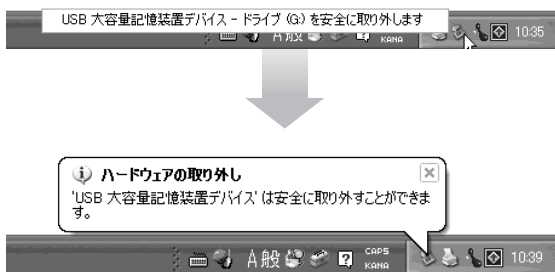 USB 大容量記憶装置デバイス - ドライブ (G:) を安全に取り外します
A 般
KANA
10:35
ハードウェアの取り外し
'USB 大容量記憶装置デバイス' は安全に取り外すことができま
す。
A 般
CAPS
KANA
10:39